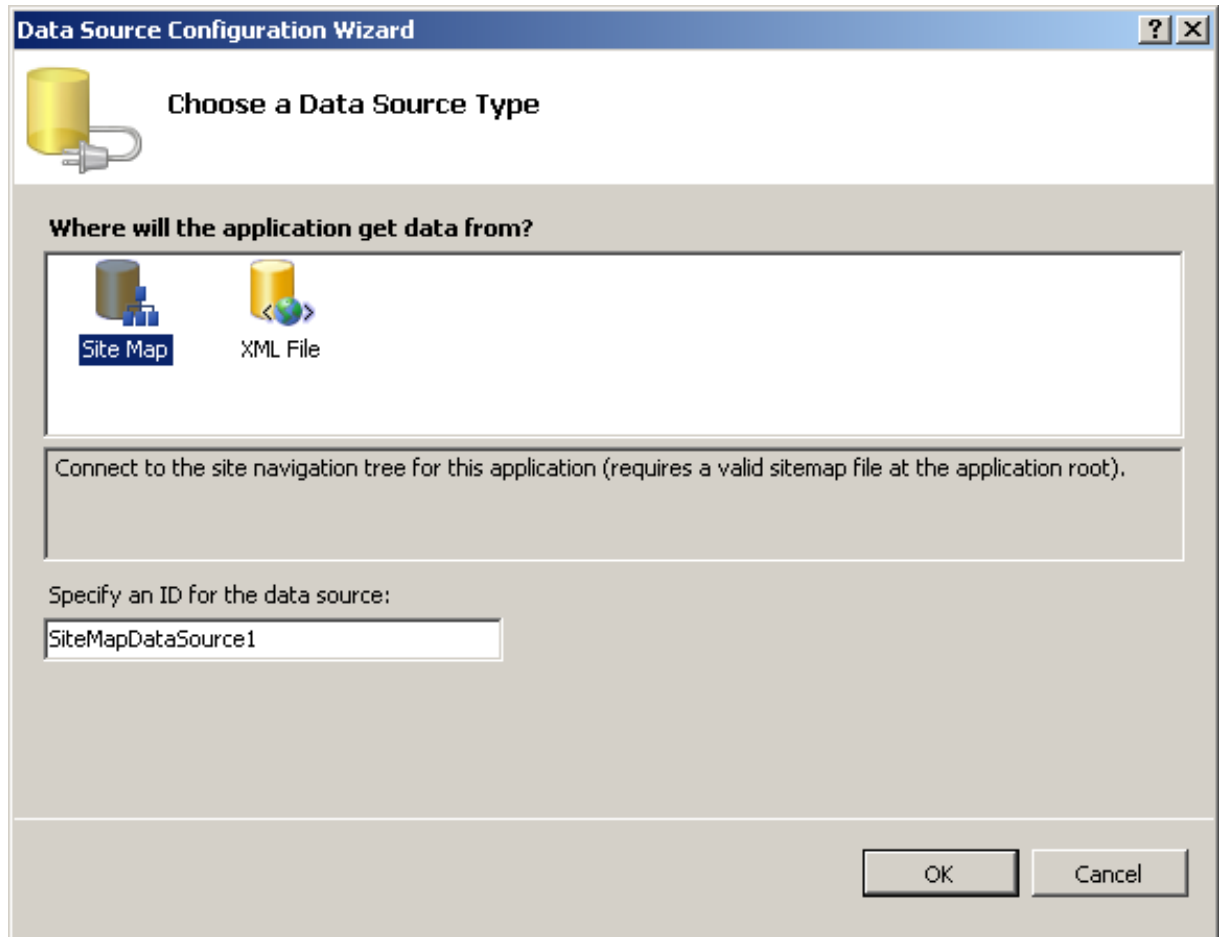 Data Source Configuration Wizard
Choose a Data Source Type
Where will the application get data from?
Site Map XML File
Connect to the site navigation tree for this application (requires a valid sitemap file at the application root).
Specify an ID for the data source:
SiteMapDataSource1
OK Cancel